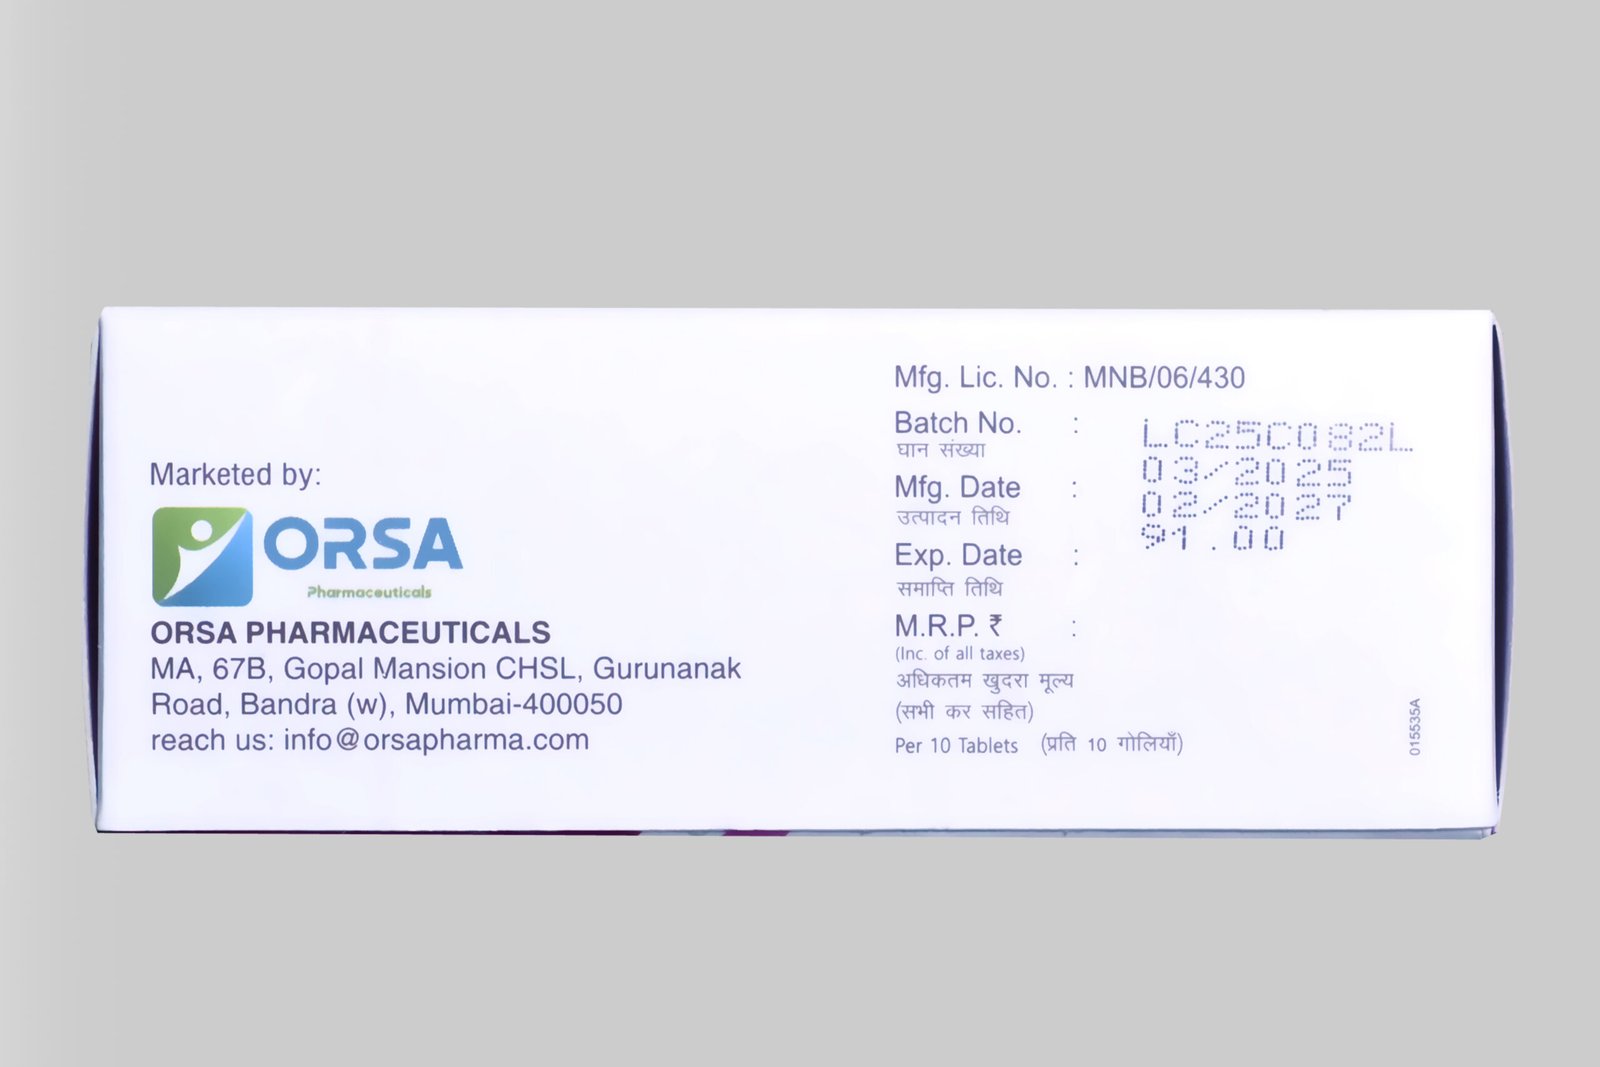 Marketed by:
ORSA
Pharmaceuticals
ORSA PHARMACEUTICALS
MA, 67B, Gopal Mansion CHSL, Gurunanak
Road, Bandra (w), Mumbai-400050
reach us: info@orsapharma.com
Mfg. Lic. No. : MNB/06/430
Batch No. : LC25C082L
घान संख्या
03/2025
Mfg. Date :
उत्पादन तिथि
02/2027
91.00
Exp. Date :
समाप्ति तिथि
M.R.P. ₹ :
(Inc. of all taxes)
अधिकतम खुदरा मूल्य
(सभी कर सहित)
Per 10 Tablets (प्रति 10 गोलियाँ)
015535A